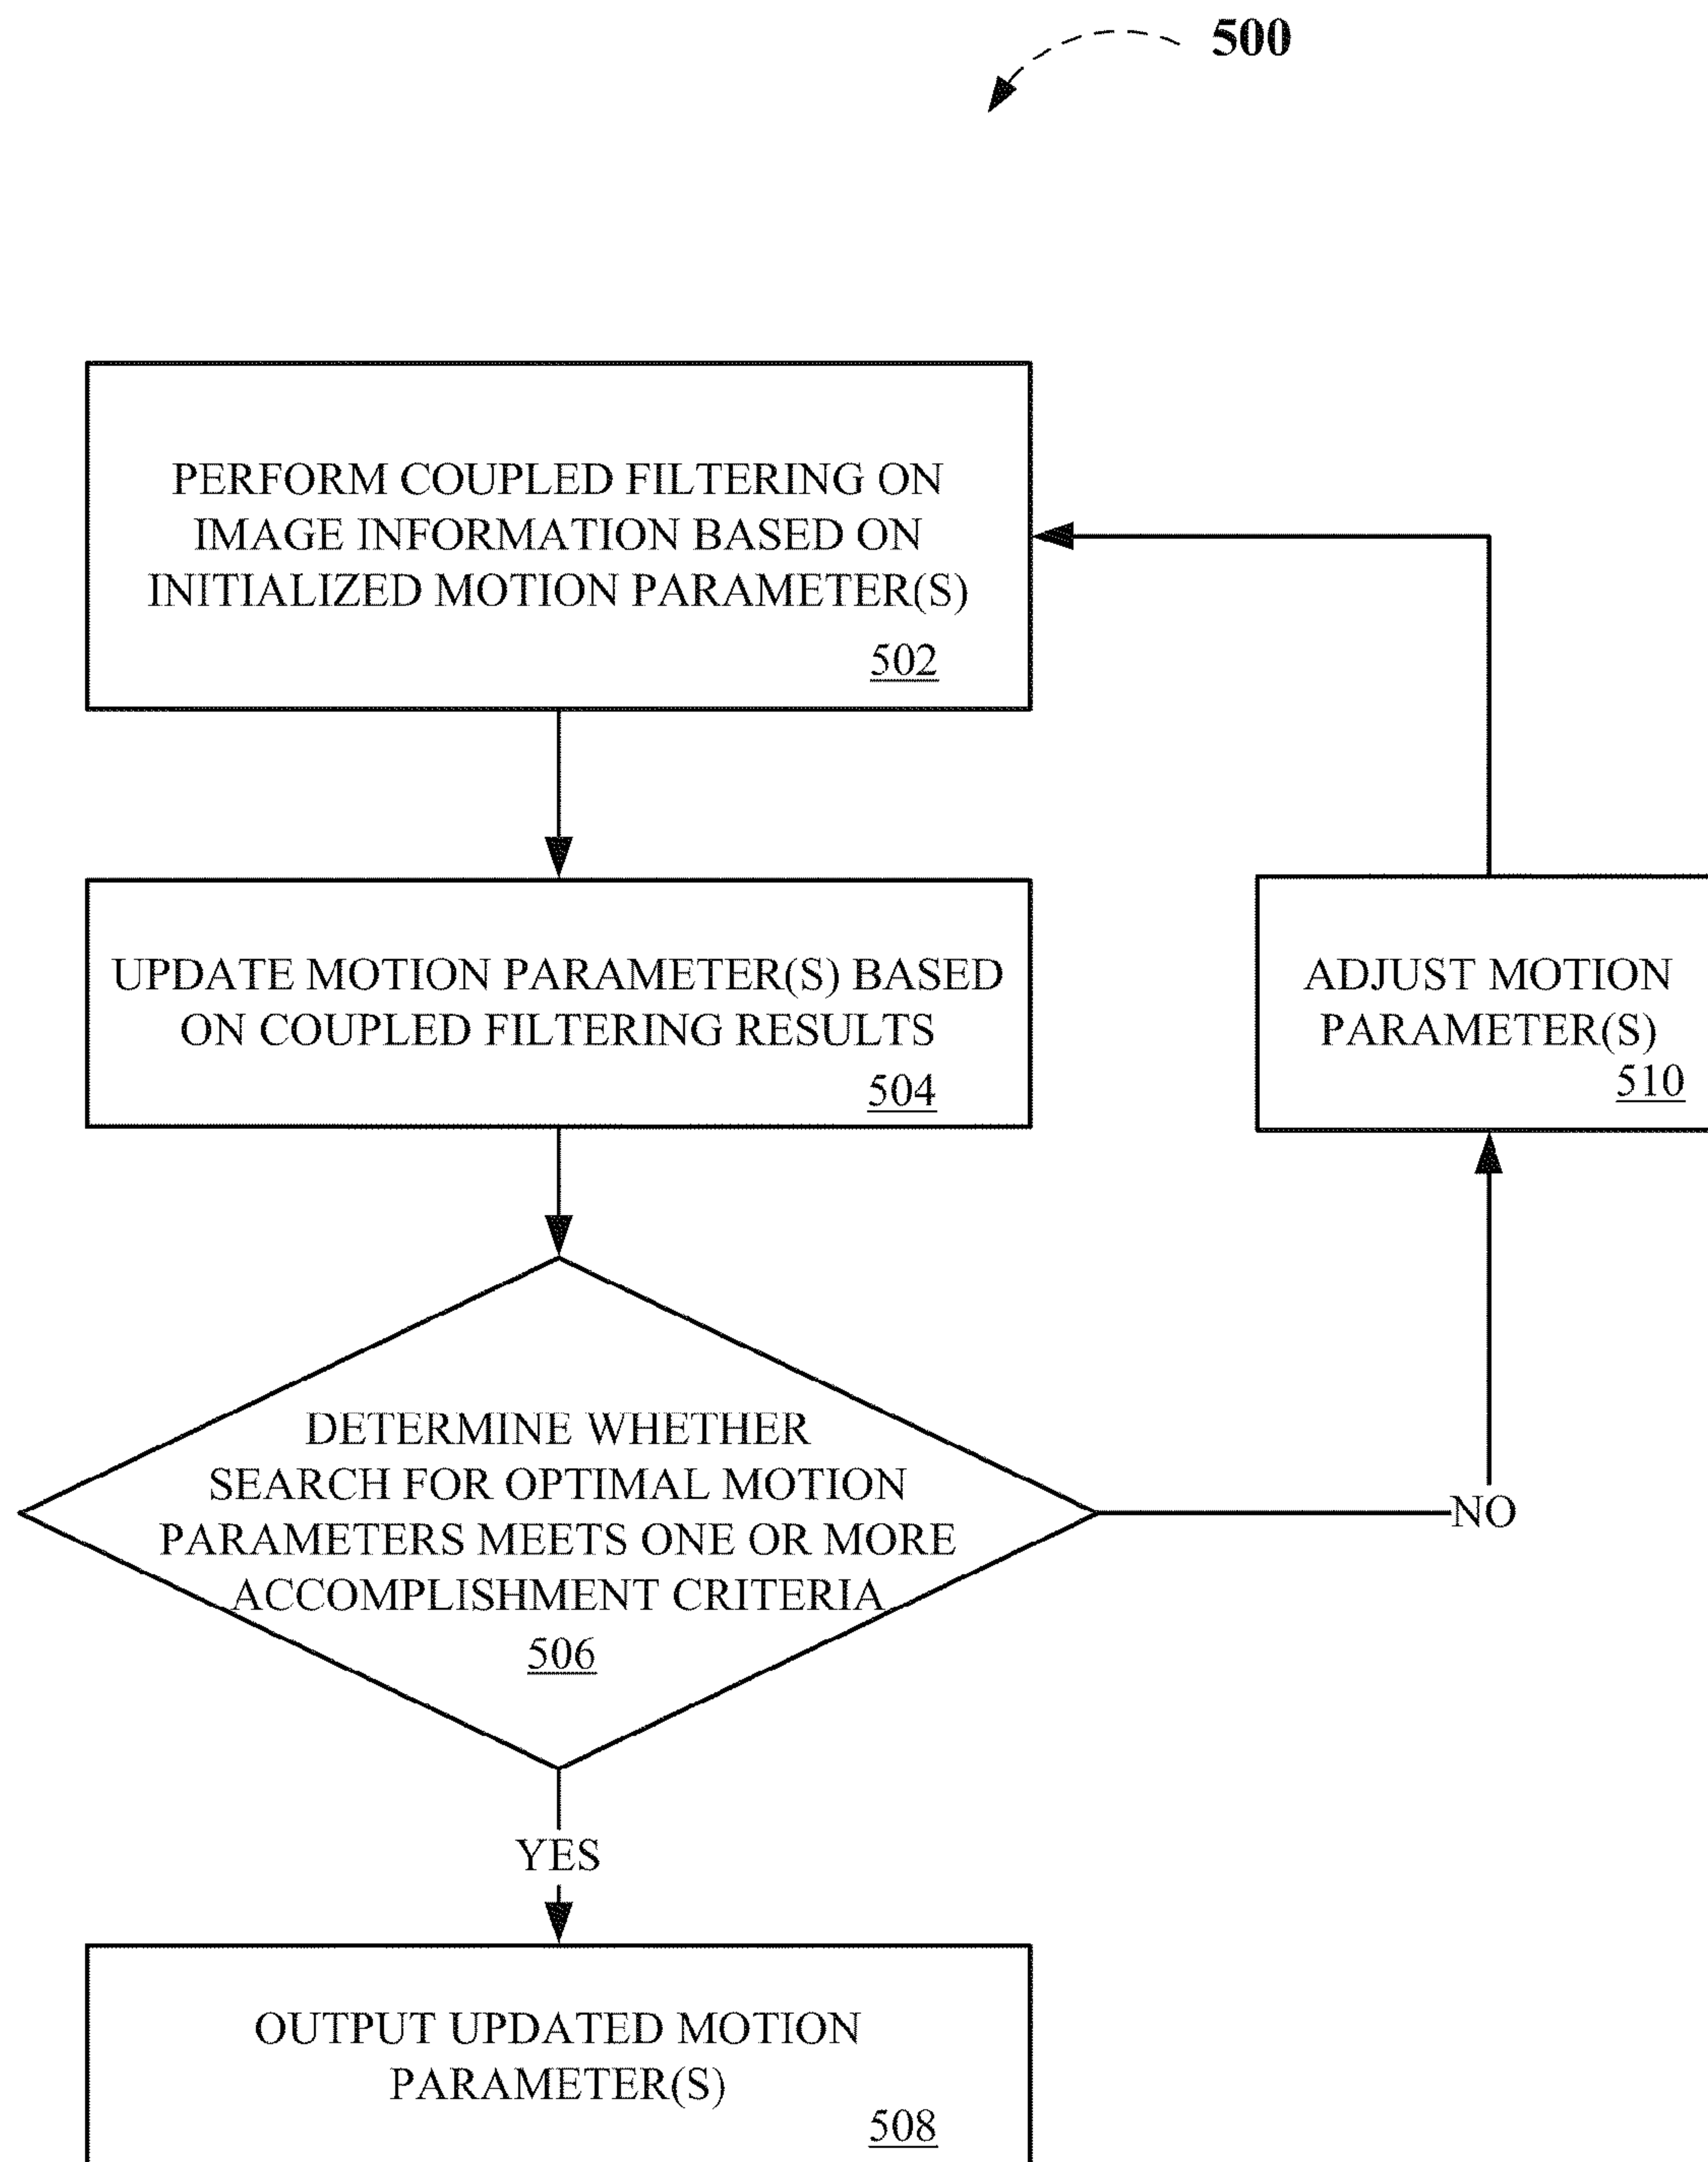 500
PERFORM COUPLED FILTERING ON
IMAGE INFORMATION BASED ON
INITIALIZED MOTION PARAMETER(S)
502
UPDATE MOTION PARAMETER(S) BASED
ON COUPLED FILTERING RESULTS
504
ADJUST MOTION
PARAMETER(S)
510
DETERMINE WHETHER
SEARCH FOR OPTIMAL MOTION
PARAMETERS MEETS ONE OR MORE
ACCOMPLISHMENT CRITERIA
506
NO
YES
OUTPUT UPDATED MOTION
PARAMETER(S)
508